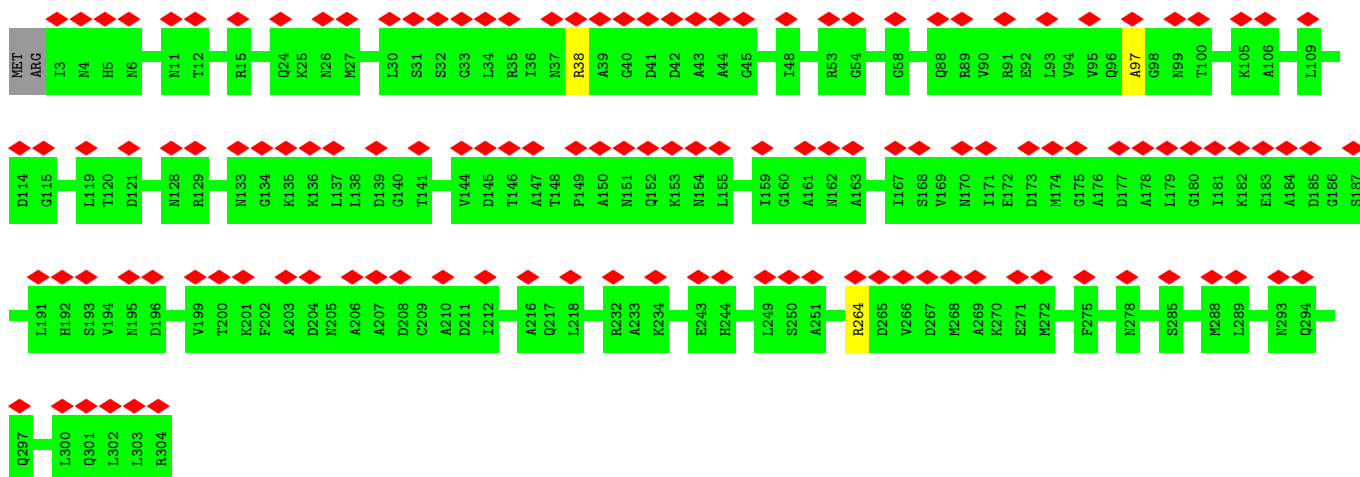 MET ARG I3 N4 H5 N6 N11 T12 R15 Q24 K25 N26 M27 L30 S31 S32 G33 L34 R35 I36 N37 R38 A39 G40 D41 D42 A43 A44 G45 I48 R53 G54 G58 Q88 R89 V90 R91 E92 L93 V94 V95 Q96 A97 G98 N99 T100 K105 A106 L109
D114 G115 L119 T120 D121 N128 R129 N133 G134 K135 K136 L137 L138 D139 G140 T141 V144 D145 T146 A147 T148 P149 A150 N151 Q152 K153 N154 L155 I159 G160 A161 N162 A163 I167 S168 V169 N170 I171 E172 D173 M174 G175 A176 D177 A178 L179 G180 I181 K182 E183 A184 D185 G186 S187
L191 H192 S193 V194 N195 D196 V199 T200 K201 F202 A203 D204 N205 A206 A207 D208 C209 A210 D211 I212 A216 Q217 L218 R232 A233 K234 E243 H244 L249 S250 A251 R264 D265 V266 D267 M268 A269 K270 E271 M272 F275 N278 S285 M288 L289 N293 Q294
Q297 L300 Q301 L302 L303 R304